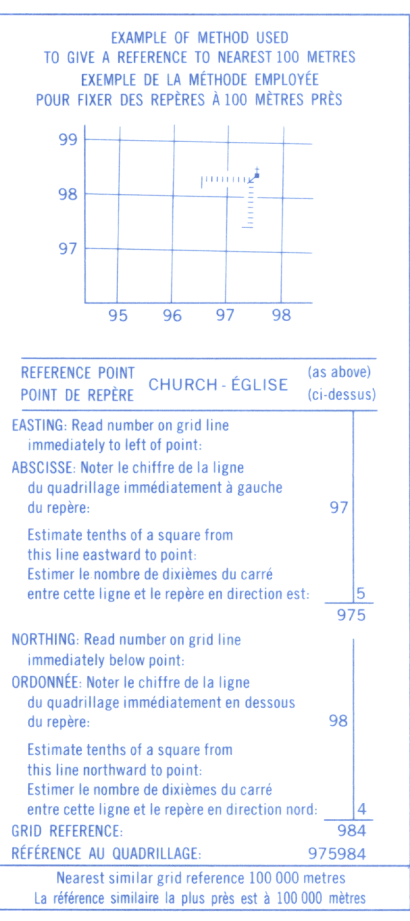 EXAMPLE OF METHOD USED
TO GIVE A REFERENCE TO NEAREST 100 METRES
EXEMPLE DE LA MÉTHODE EMPLOYÉE
POUR FIXER DES REPÈRES À 100 MÈTRES PRÈS
99
98
97
95 96 97 98
REFERENCE POINT
POINT DE REPÈRE
CHURCH - ÉGLISE
(as above)
(ci-dessus)
EASTING: Read number on grid line
immediately to left of point:
ABSCISSE: Noter le chiffre de la ligne
du quadrillage immédiatement à gauche
du repère: 97
Estimate tenths of a square from
this line eastward to point:
Estimer le nombre de dixièmes du carré
entre cette ligne et le repère en direction est: 5
975
NORTHING: Read number on grid line
immediately below point:
ORDONNÉE: Noter le chiffre de la ligne
du quadrillage immédiatement en dessous
du repère: 98
Estimate tenths of a square from
this line northward to point:
Estimer le nombre de dixièmes du carré
entre cette ligne et le repère en direction nord: 4
GRID REFERENCE: 984
RÉFÉRENCE AU QUADRILLAGE: 975984
Nearest similar grid reference 100 000 metres
La référence similaire la plus près est à 100 000 mètres